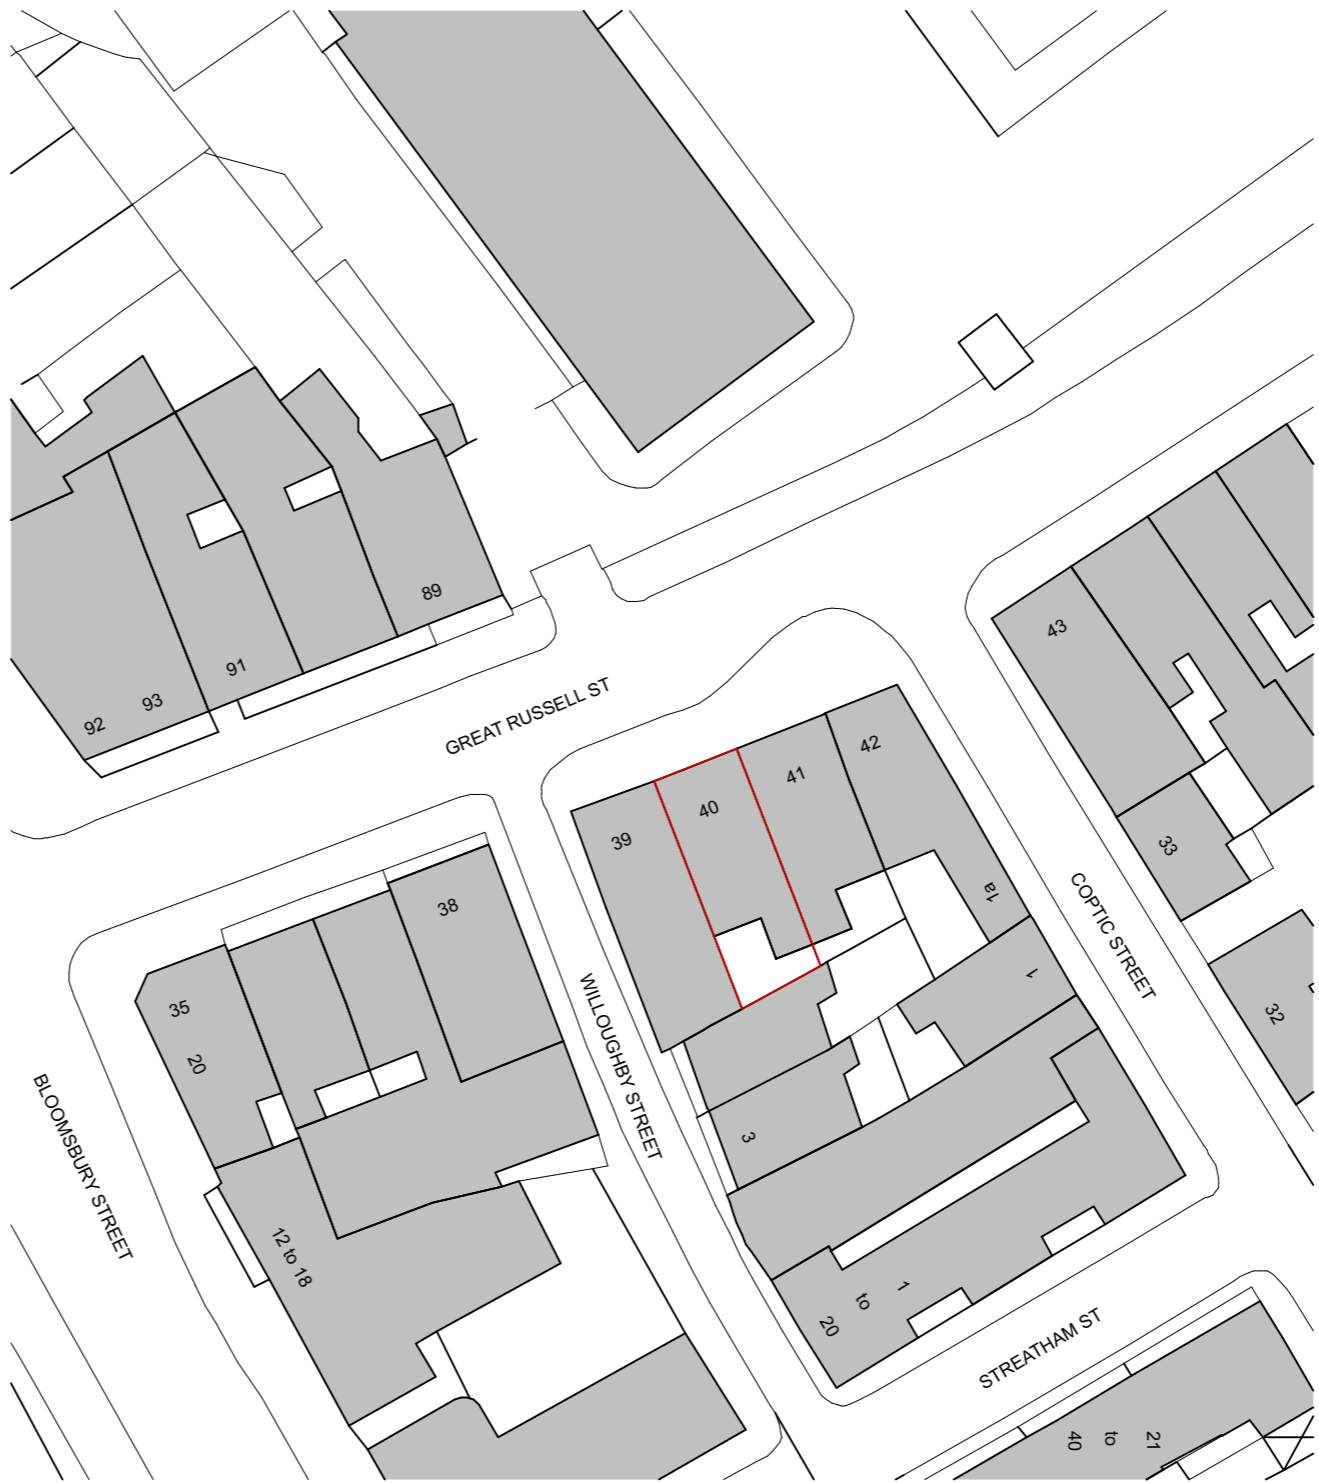 89
91
93
92
GREAT RUSSELL ST
43
42
41
40
39
33
38
1a
COPTIC STREET
35
20
WILLOUGHBY STREET
1
32
BLOOMSBURY STREET
3
12 to 18
20 to 1
STREATHAM ST
40 to 21